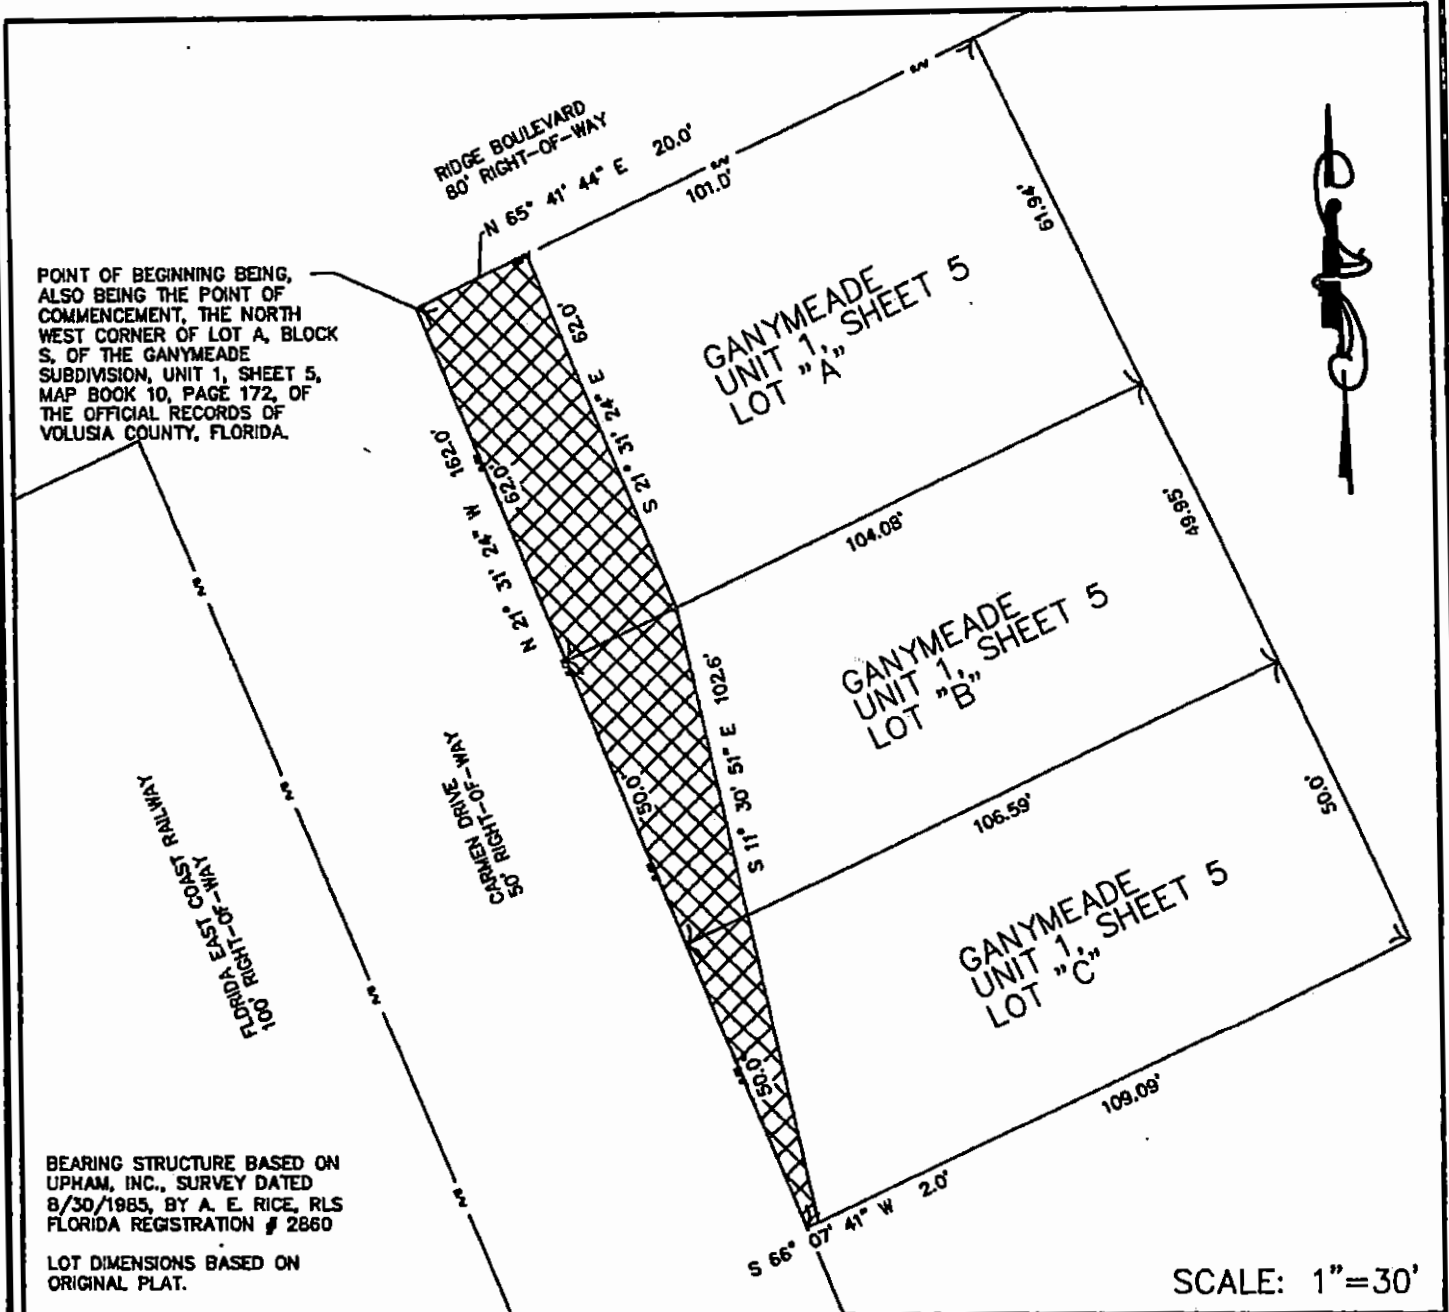 RIDGE BOULEVARD
80' RIGHT-OF-WAY
N 65° 41' 44" E 20.0'
101.0'
61.94'
POINT OF BEGINNING BEING,
ALSO BEING THE POINT OF
COMMENCEMENT, THE NORTH
WEST CORNER OF LOT A, BLOCK
S, OF THE GANYMEADE
SUBDIVISION, UNIT 1, SHEET 5,
MAP BOOK 10, PAGE 172, OF
THE OFFICIAL RECORDS OF
VOLUSIA COUNTY, FLORIDA.
GANYMEADE
UNIT 1, SHEET 5
LOT "A"
S 21° 31' 24" E 62.0'
N 21° 31' 24" W 162.0'
62.0'
104.08'
49.95'
GANYMEADE
UNIT 1, SHEET 5
LOT "B"
S 11° 30' 51" E 102.6'
50.0'
106.59'
50.0'
CARMEN DRIVE
50' RIGHT-OF-WAY
FLORIDA EAST COAST RAILWAY
100' RIGHT-OF-WAY
GANYMEADE
UNIT 1, SHEET 5
LOT "C"
50.0'
109.09'
S 66° 07' 41" W 2.0'
BEARING STRUCTURE BASED ON
UPHAM, INC., SURVEY DATED
8/30/1985, BY A. E. RICE, RLS
FLORIDA REGISTRATION # 2860
LOT DIMENSIONS BASED ON
ORIGINAL PLAT.
SCALE: 1"=30'